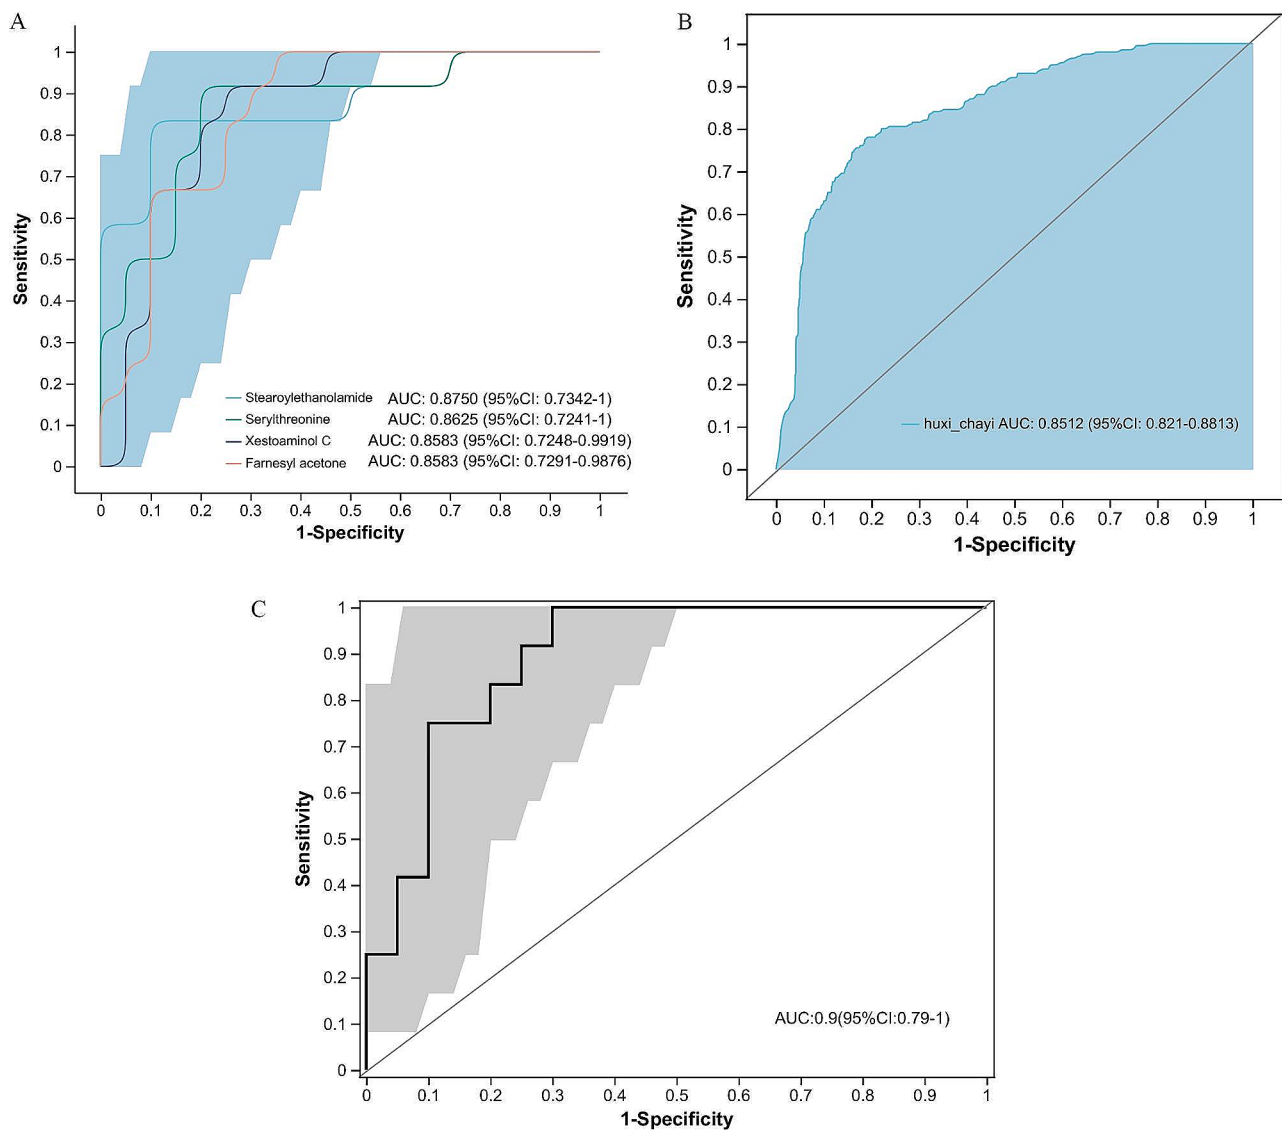 A
Sensitivity
1
0.9
0.8
0.7
0.6
0.5
0.4
0.3
0.2
0.1
0
Stearoylethanolamide AUC: 0.8750 (95%CI: 0.7342-1)
Serylthreonine AUC: 0.8625 (95%CI: 0.7241-1)
Xestoaminol C AUC: 0.8583 (95%CI: 0.7248-0.9919)
Farnesyl acetone AUC: 0.8583 (95%CI: 0.7291-0.9876)
0 0.1 0.2 0.3 0.4 0.5 0.6 0.7 0.8 0.9 1
1-Specificity
B
Sensitivity
1
0.9
0.8
0.7
0.6
0.5
0.4
0.3
0.2
0.1
0
huxi_chayi AUC: 0.8512 (95%CI: 0.821-0.8813)
0 0.1 0.2 0.3 0.4 0.5 0.6 0.7 0.8 0.9 1
1-Specificity
C
Sensitivity
1
0.9
0.8
0.7
0.6
0.5
0.4
0.3
0.2
0.1
0
AUC:0.9(95%CI:0.79-1)
0 0.1 0.2 0.3 0.4 0.5 0.6 0.7 0.8 0.9 1
1-Specificity